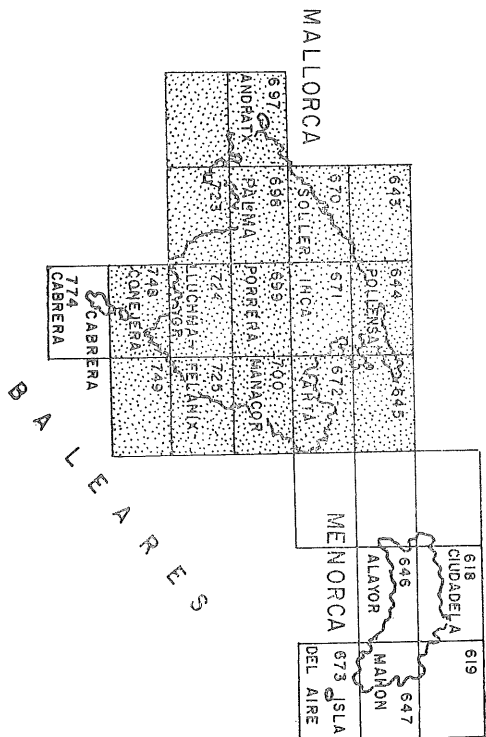 MALLORCA
618
CIUDADELA
619
643
644
POLLENSA
645
646
ALAYOR
647
MAHON
MENORCA
670
SOLLER
671
INCA
672
ARTA
673 ISLA
DEL AIRE
697
ANDRATX
698
PALMA
699
PORRERA
700
MANACOR
723
724
LLUCHMA-
YOR
725
FELANIX-
748
CONEJERA
749
CABRERA
774
CABRERA
BALEARES